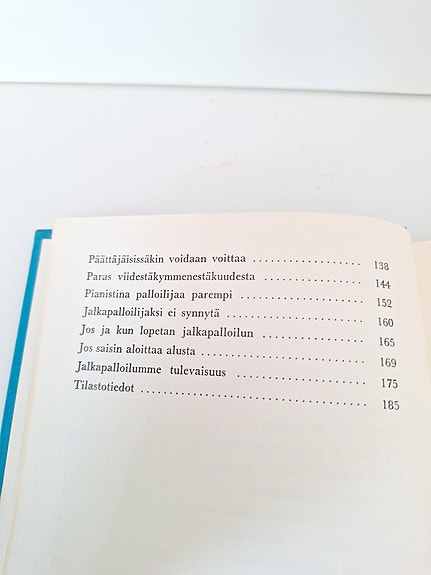 Päättäjäisissäkin voidaan voittaa .................. 138
Paras viidestäkymmenestäkuudesta ................. 144
Pianistina palloilijaa parempi .................... 152
Jalkapalloilijaksi ei synnytä ...................... 160
Jos ja kun lopetan jalkapalloilun ................. 165
Jos saisin aloittaa alusta .......................... 169
Jalkapalloilumme tulevaisuus ..................... 175
Tilastotiedot ..................................... 185